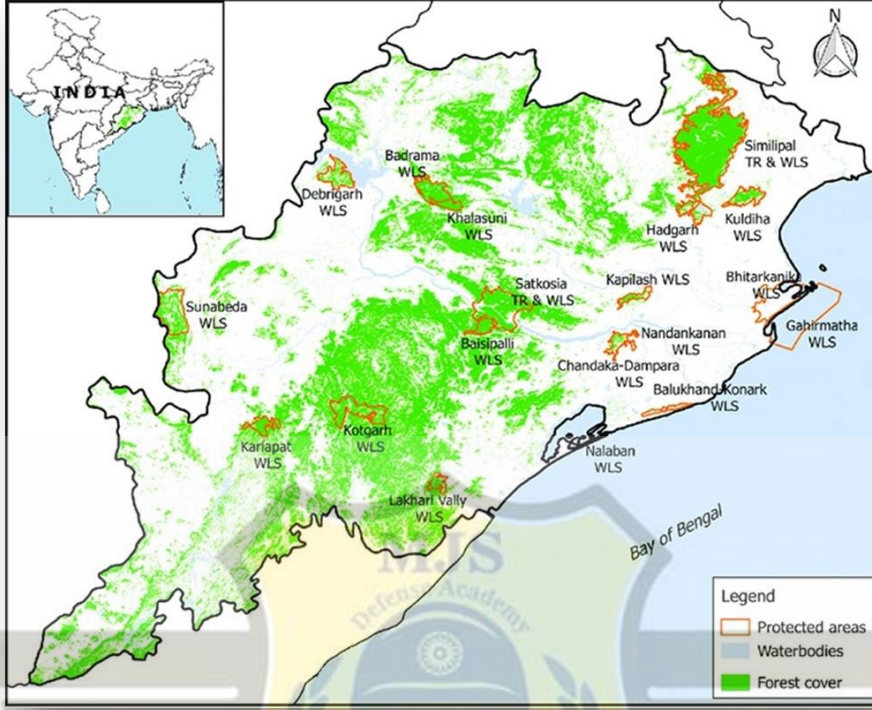 INDIA
N
Similipal
TR & WLS
Badrama
WLS
Debrigarh
WLS
Khalasuni
WLS
Hadgarh
WLS
Kuldiha
WLS
Satkosia
TR & WLS
Kapilash WLS
Bhitarkanika
WLS
Sunabeda
WLS
Gahirmatha
WLS
Baisipalli
WLS
Nandankanan
WLS
Chandaka-Dampara
WLS
Balukhand-Konark
WLS
Karlapat
WLS
Kotgarh
WLS
Nalaban
WLS
Lakhari Vally
WLS
Bay of Bengal
MJS
Defense Academy
Legend
Protected areas
Waterbodies
Forest cover